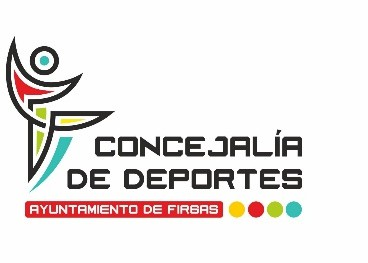 CONCEJALÍA
DE DEPORTES
AYUNTAMIENTO DE FIRGAS